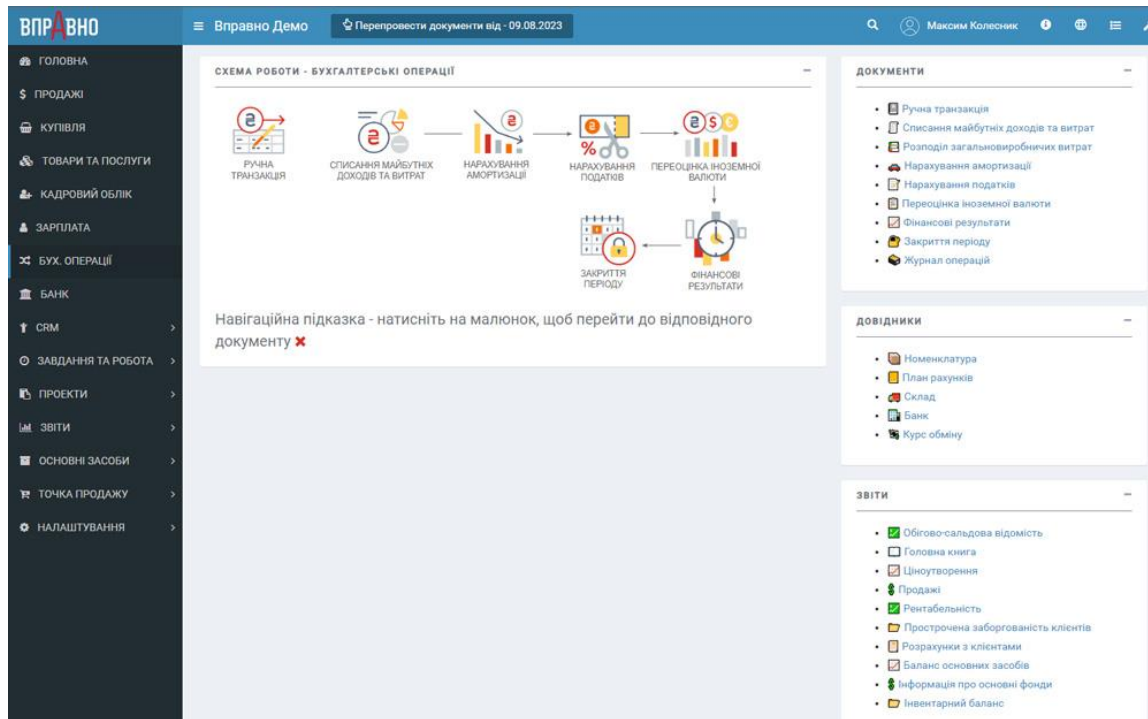 ВПРАВНО
Вправно Демо
Перепровести документи від - 09.08.2023
Максим Колесник
ГОЛОВНА
ПРОДАЖІ
КУПІВЛЯ
ТОВАРИ ТА ПОСЛУГИ
КАДРОВИЙ ОБЛІК
ЗАРПЛАТА
БУХ. ОПЕРАЦІЇ
БАНК
CRM
ЗАВДАННЯ ТА РОБОТА
ПРОЕКТИ
ЗВІТИ
ОСНОВНІ ЗАСОБИ
ТОЧКА ПРОДАЖУ
НАЛАШТУВАННЯ
СХЕМА РОБОТИ - БУХГАЛТЕРСЬКІ ОПЕРАЦІЇ
РУЧНА
ТРАНЗАКЦІЯ
СПИСАННЯ МАЙБУТНІХ
ДОХОДІВ ТА ВИТРАТ
НАРАХУВАННЯ
АМОРТИЗАЦІЇ
НАРАХУВАННЯ
ПОДАТКІВ
ПЕРЕОЦІНКА ІНОЗЕМНОЇ
ВАЛЮТИ
ЗАКРИТТЯ
ПЕРІОДУ
ФІНАНСОВІ
РЕЗУЛЬТАТИ
Навігаційна підказка - натисніть на малюнок, щоб перейти до відповідного
документу
ДОКУМЕНТИ
Ручна транзакція
Списання майбутніх доходів та витрат
Розподіл загальновиробничих витрат
Нарахування амортизації
Нарахування податків
Переоцінка іноземної валюти
Фінансові результати
Закриття періоду
Журнал операцій
ДОВІДНИКИ
Номенклатура
План рахунків
Склад
Банк
Курс обміну
ЗВІТИ
Обігово-сальдова відомість
Головна книга
Ціноутворення
Продажі
Рентабельність
Прострочена заборгованість клієнтів
Розрахунки з клієнтами
Баланс основних засобів
Інформація про основні фонди
Інвентарний баланс